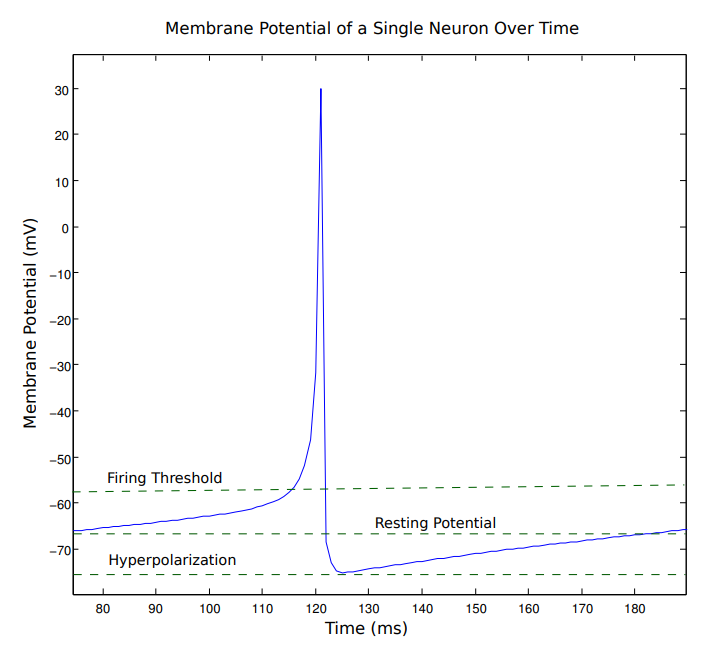 Membrane Potential of a Single Neuron Over Time
Membrane Potential (mV)
30
20
10
0
−10
−20
−30
−40
−50
−60
−70
Firing Threshold
Resting Potential
Hyperpolarization
80 90 100 110 120 130 140 150 160 170 180
Time (ms)